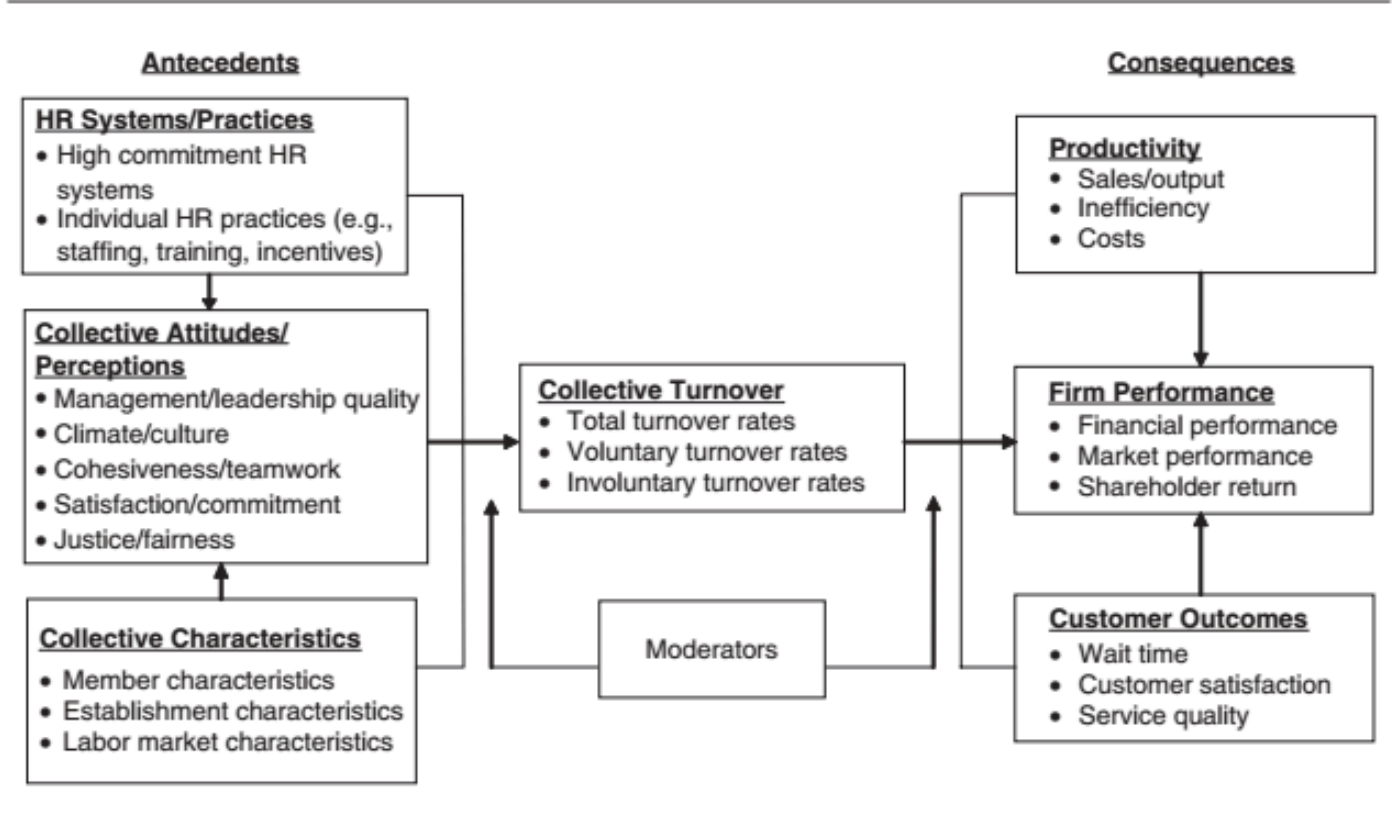 Antecedents
HR Systems/Practices
• High commitment HR
systems
• Individual HR practices (e.g.,
staffing, training, incentives)
Collective Attitudes/
Perceptions
• Management/leadership quality
• Climate/culture
• Cohesiveness/teamwork
• Satisfaction/commitment
• Justice/fairness
Collective Characteristics
• Member characteristics
• Establishment characteristics
• Labor market characteristics
Collective Turnover
• Total turnover rates
• Voluntary turnover rates
• Involuntary turnover rates
Moderators
Consequences
Productivity
• Sales/output
• Inefficiency
• Costs
Firm Performance
• Financial performance
• Market performance
• Shareholder return
Customer Outcomes
• Wait time
• Customer satisfaction
• Service quality